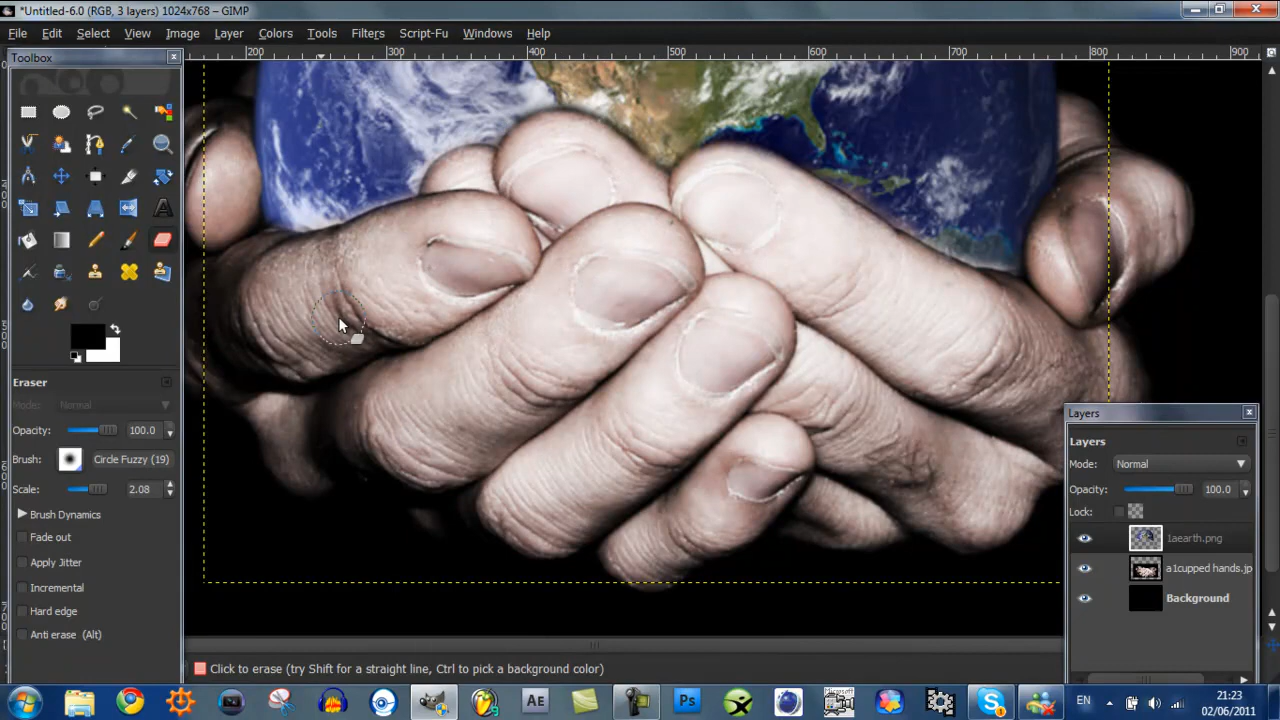 *Untitled-6.0 (RGB, 3 layers) 1024x768 – GIMP
File Edit Select View Image Layer Colors Tools Filters Script-Fu Windows Help
Toolbox
200 300 400 500 600 700 800 900
Eraser
Mode: Normal
Opacity: 100.0
Brush: Circle Fuzzy (19)
Scale: 2.08
Brush Dynamics
Fade out
Apply Jitter
Incremental
Hard edge
Anti erase (Alt)
Layers
Layers
Mode: Normal
Opacity: 100.0
Lock:
1aearth.png
a1cupped hands.jp
Background
Click to erase (try Shift for a straight line, Ctrl to pick a background color)
Ae
Ps
EN
21:23
02/06/2011